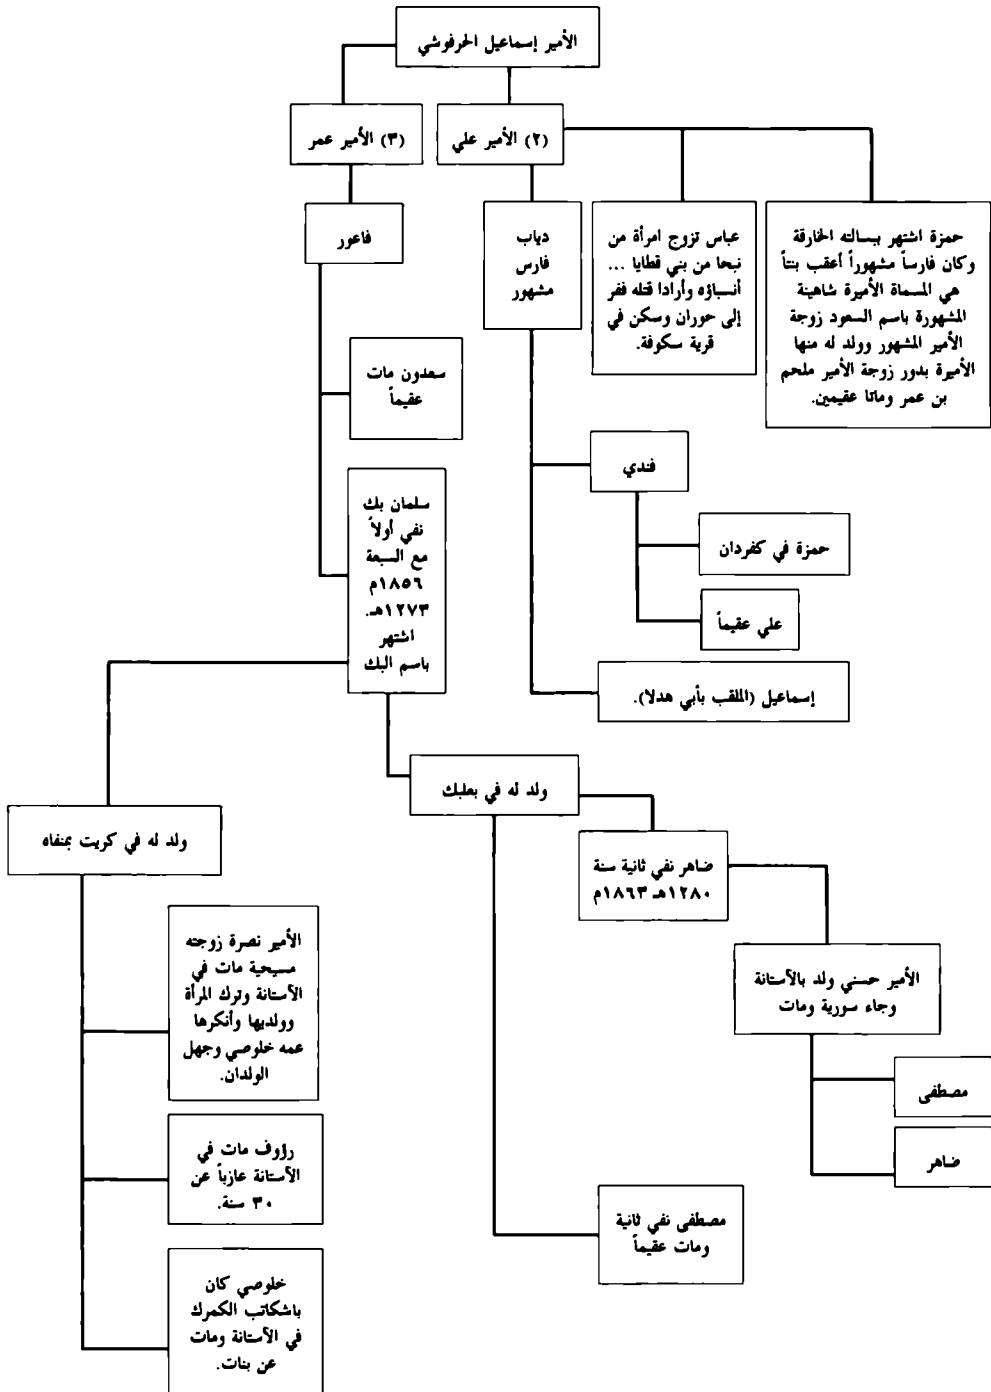 الأمير إسماعيل الحرفوشي
(٢) الأمير علي
(٣) الأمير عمر
حمزة اشتهر ببسالته الخارقة
وكان فارساً مشهوراً أعقب بنتاً
هي المسماة الأميرة شاهينة
المشهورة باسم السعود زوجة
الأمير المشهور وولد له منها
الأميرة بدور زوجة الأمير ملحم
بن عمر وماتا عقيمين.
عباس تزوج امرأة من
نبحا من بني قطايا ...
أنسباؤه وأرادا قتله ففر
إلى حوران وسكن في
قرية سكوفة.
دياب
فارس
مشهور
فاعور
سعدون مات
عقيماً
فندي
حمزة في كفردان
علي عقيماً
إسماعيل (الملقب بأبي هدلا).
سلمان بك
نفي أولاً
مع السبعة
١٨٥٦م
١٢٧٣هـ.
اشتهر
باسم البك
ولد له في بعلبك
ولد له في كريت بمنفاه
ضاهر نفي ثانية سنة
١٢٨٠هـ ١٨٦٣م
الأمير حسني ولد بالآستانة
وجاء سورية ومات
مصطفى
ضاهر
مصطفى نفي ثانية
ومات عقيماً
الأمير نصرة زوجته
مسيحية مات في
الآستانة وترك المرأة
وولديها وأنكرها
عمه خلوصي وجهل
الولدان.
رؤوف مات في
الآستانة عازباً عن
٣٠ سنة.
خلوصي كان
باشكاتب الكمرك
في الآستانة ومات
عن بنات.